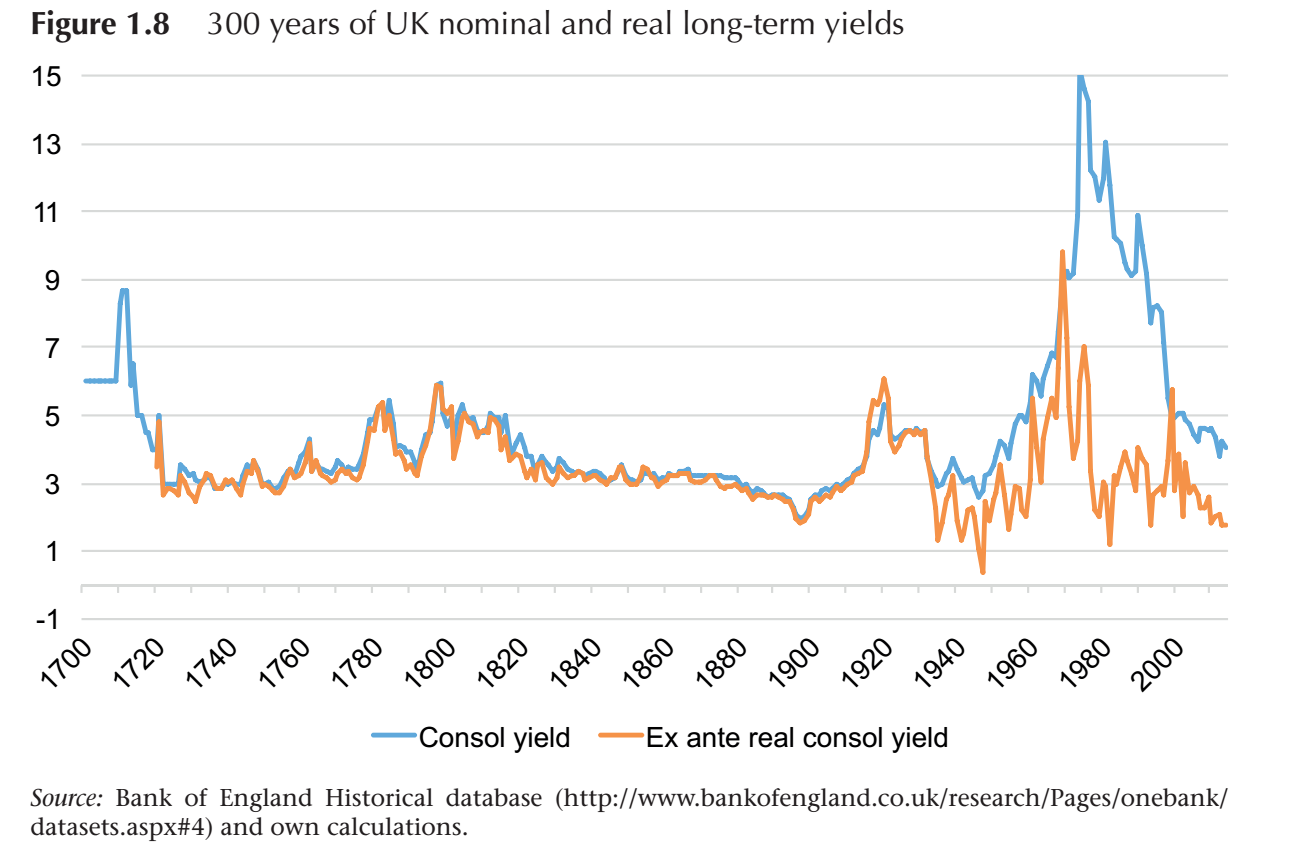 Figure 1.8 300 years of UK nominal and real long-term yields
15
13
11
9
7
5
3
1
-1
1700 1720 1740 1760 1780 1800 1820 1840 1860 1880 1900 1920 1940 1960 1980 2000
Consol yield Ex ante real consol yield
Source: Bank of England Historical database (http://www.bankofengland.co.uk/research/Pages/onebank/
datasets.aspx#4) and own calculations.